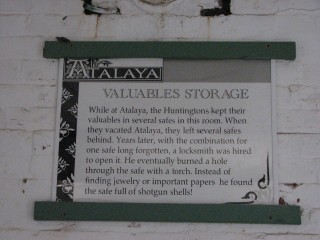 ATALAYA
VALUABLES STORAGE
While at Atalaya, the Huntingtons kept their
valuables in several safes in this room. When
they vacated Atalaya, they left several safes
behind. Years later, with the combination for
one safe long forgotten, a locksmith was hired
to open it. He eventually burned a hole
through the safe with a torch. Instead of
finding jewelry or important papers he found
the safe full of shotgun shells!